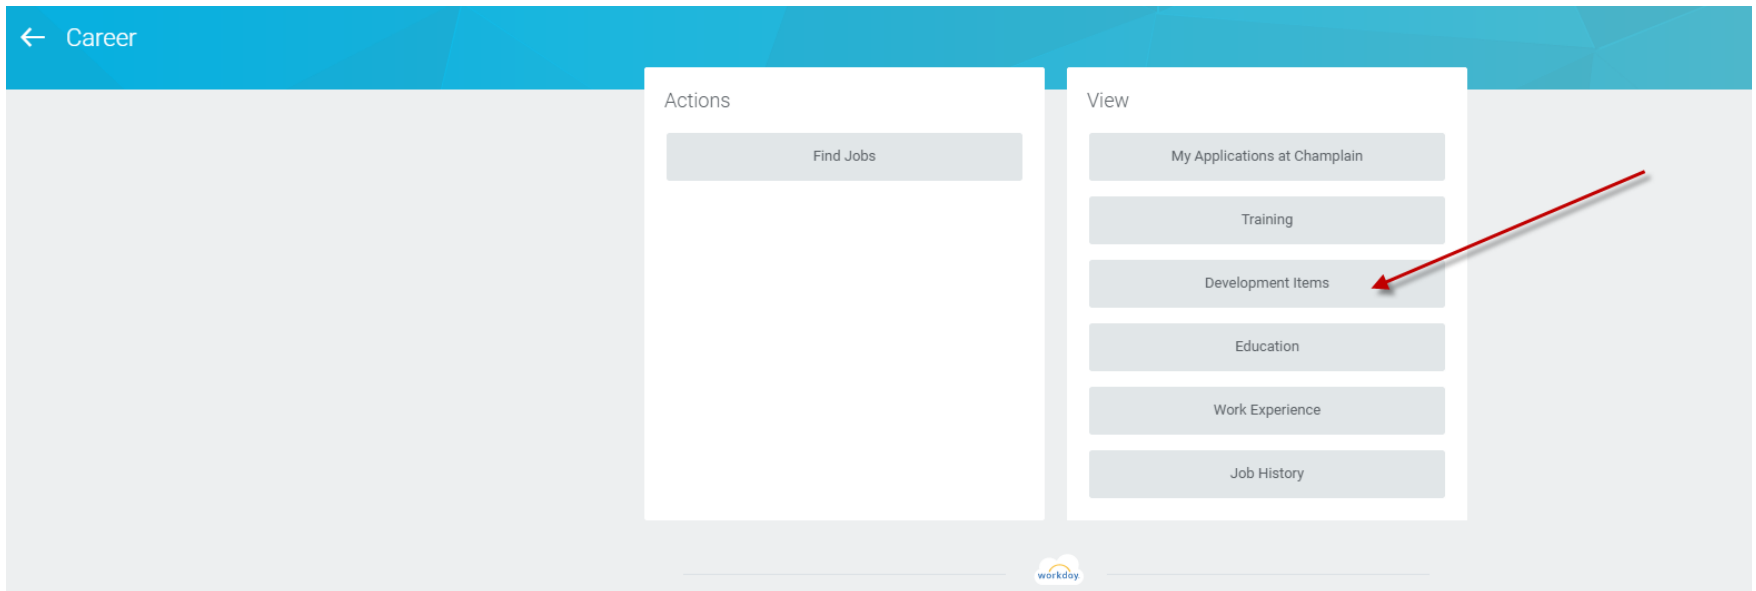 Career
Actions
Find Jobs
View
My Applications at Champlain
Training
Development Items
Education
Work Experience
Job History
workday.